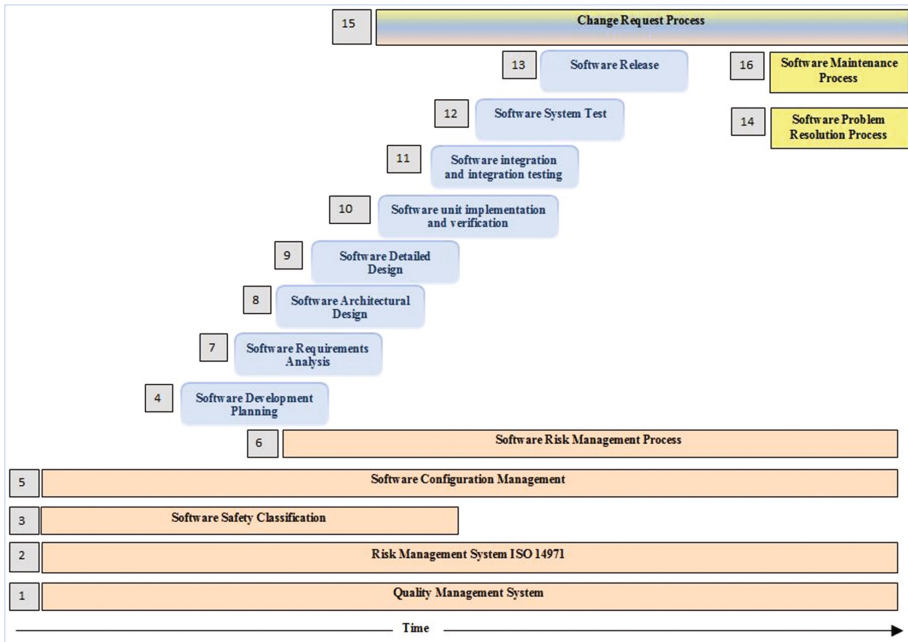 15
Change Request Process
13
Software Release
16
Software Maintenance
Process
12
Software System Test
14
Software Problem
Resolution Process
11
Software integration
and integration testing
10
Software unit implementation
and verification
9
Software Detailed
Design
8
Software Architectural
Design
7
Software Requirements
Analysis
4
Software Development
Planning
6
Software Risk Management Process
5
Software Configuration Management
3
Software Safety Classification
2
Risk Management System ISO 14971
1
Quality Management System
Time